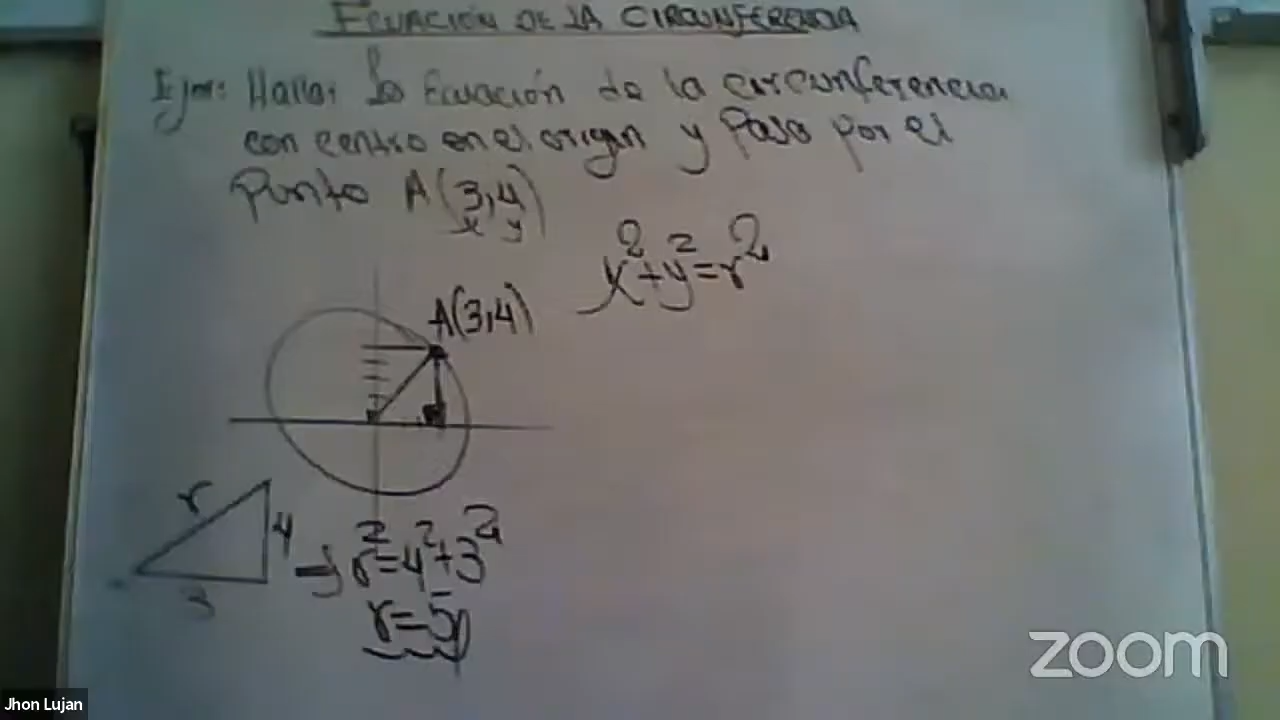 ECUACIÓN DE LA CIRCUNFERENCIA
Ejm: Hallar la Ecuación de la circunferencia
con centro en el origen y Pasa por el
Punto A(3,4)
x y
x²+y²=r²
A(3,4)
r
4
3
⇒ r²=4²+3²
r=5
zoom
Jhon Lujan